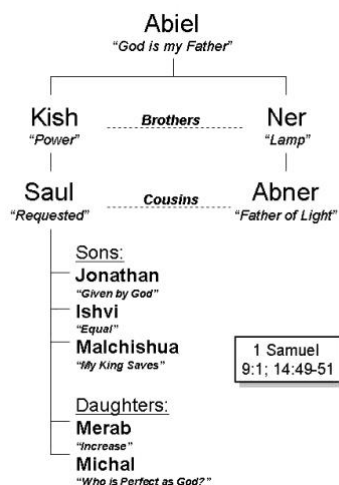 Abiel
"God is my Father"
Kish Brothers Ner
"Power" "Lamp"
Saul Cousins Abner
"Requested" "Father of Light"
Sons:
Jonathan
"Given by God"
Ishvi
"Equal"
Malchishua
"My King Saves"
1 Samuel
9:1; 14:49-51
Daughters:
Merab
"Increase"
Michal
"Who is Perfect as God?"